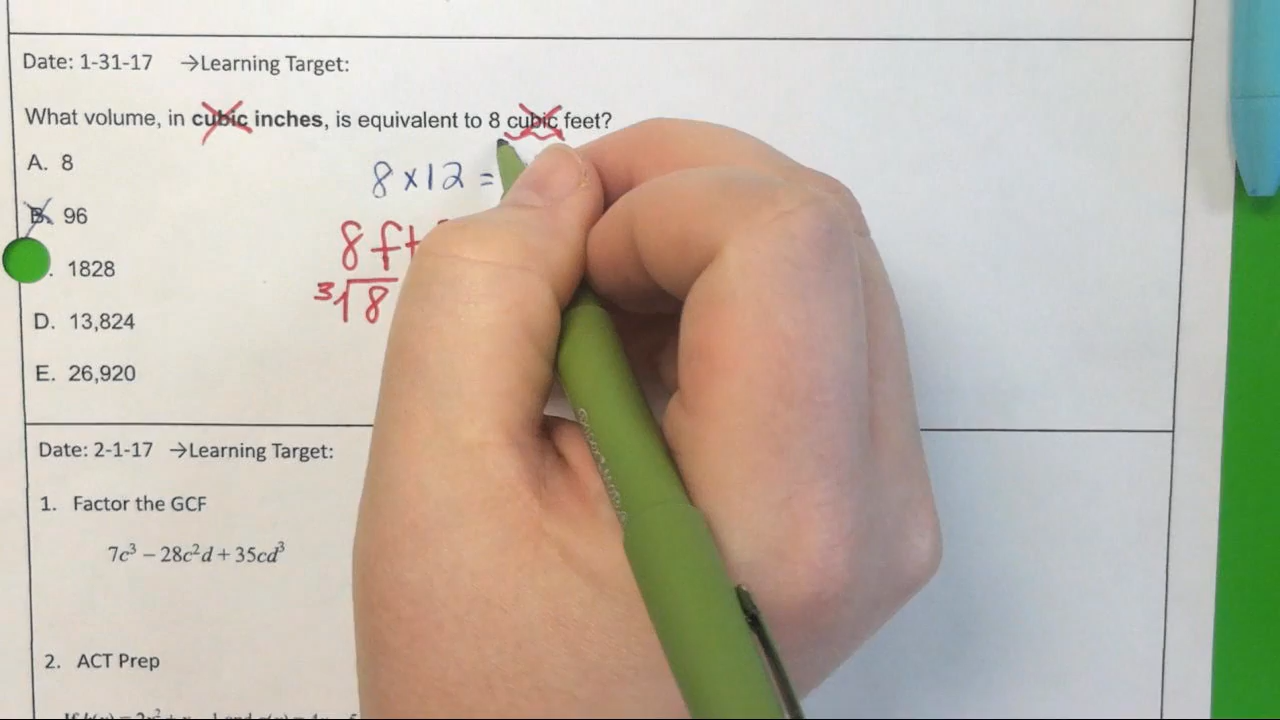 Date: 1-31-17 →Learning Target:
What volume, in cubic inches, is equivalent to 8 cubic feet?
A. 8
8 × 12 =
B. 96
8 ft
. 1828
³√8
D. 13,824
E. 26,920
Date: 2-1-17 →Learning Target:
1. Factor the GCF
7c³ − 28c²d + 35cd³
2. ACT Prep